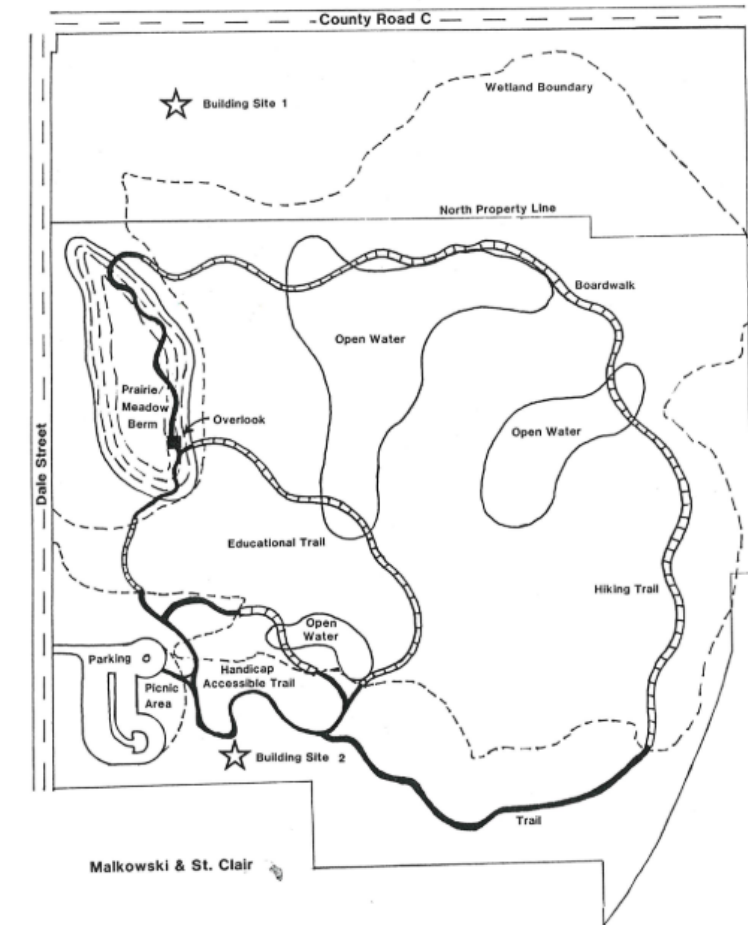 County Road C
Building Site 1
Wetland Boundary
North Property Line
Boardwalk
Open Water
Prairie/
Meadow
Berm
Overlook
Open Water
Dale Street
Educational Trail
Hiking Trail
Open
Water
Parking
Handicap
Accessible Trail
Picnic
Area
Building Site 2
Trail
Malkowski & St. Clair